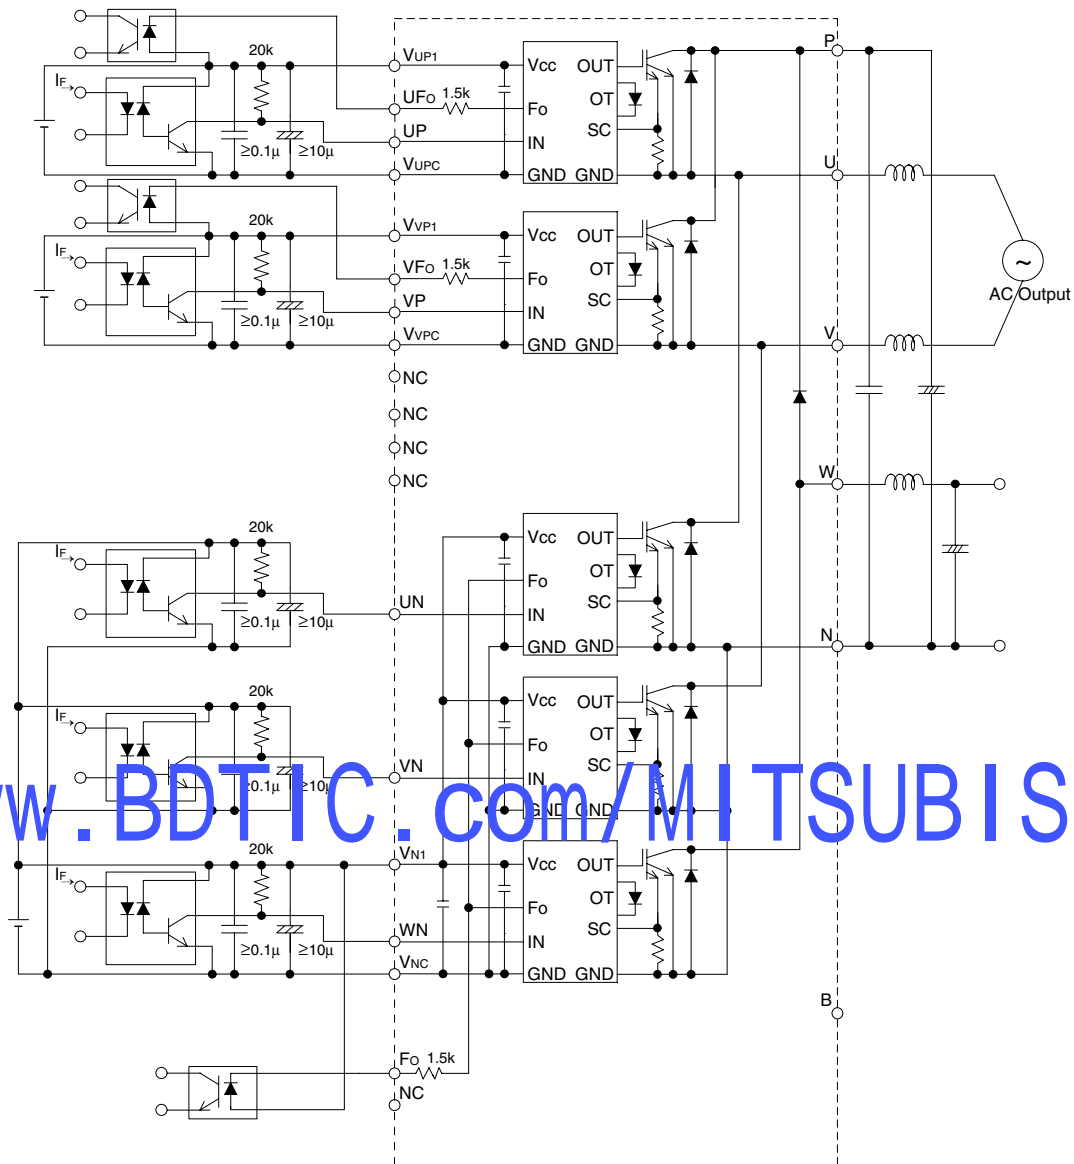 20k
VUP1
Vcc
OUT
P
IF
UFO 1.5k
Fo
OT
UP
IN
SC
≥0.1µ
≥10µ
VUPC
GND GND
U
20k
VVP1
Vcc
OUT
IF
VFO 1.5k
Fo
OT
~
AC Output
VP
IN
SC
≥0.1µ
≥10µ
VVPC
GND GND
V
NC
NC
NC
NC
W
20k
Vcc
OUT
IF
Fo
OT
UN
IN
SC
≥0.1µ
≥10µ
GND GND
N
20k
Vcc
OUT
IF
Fo
OT
VN
IN
SC
≥0.1µ
≥10µ
GND GND
w.BDTIC.com/MITSUBIS
20k
VN1
Vcc
OUT
IF
Fo
OT
WN
IN
SC
≥0.1µ
≥10µ
VNC
GND GND
B
FO 1.5k
NC